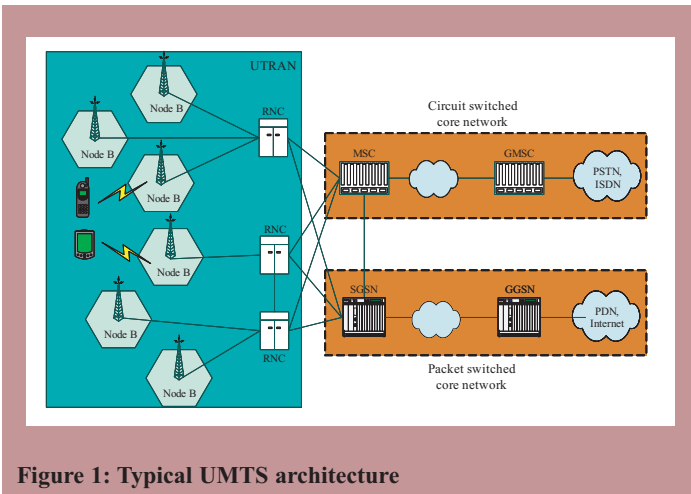 UTRAN
Node B
RNC
Node B
Node B
Node B
RNC
Node B
RNC
Node B
Circuit switched
core network
MSC
GMSC
PSTN,
ISDN
SGSN
GGSN
PDN,
Internet
Packet switched
core network
Figure 1: Typical UMTS architecture